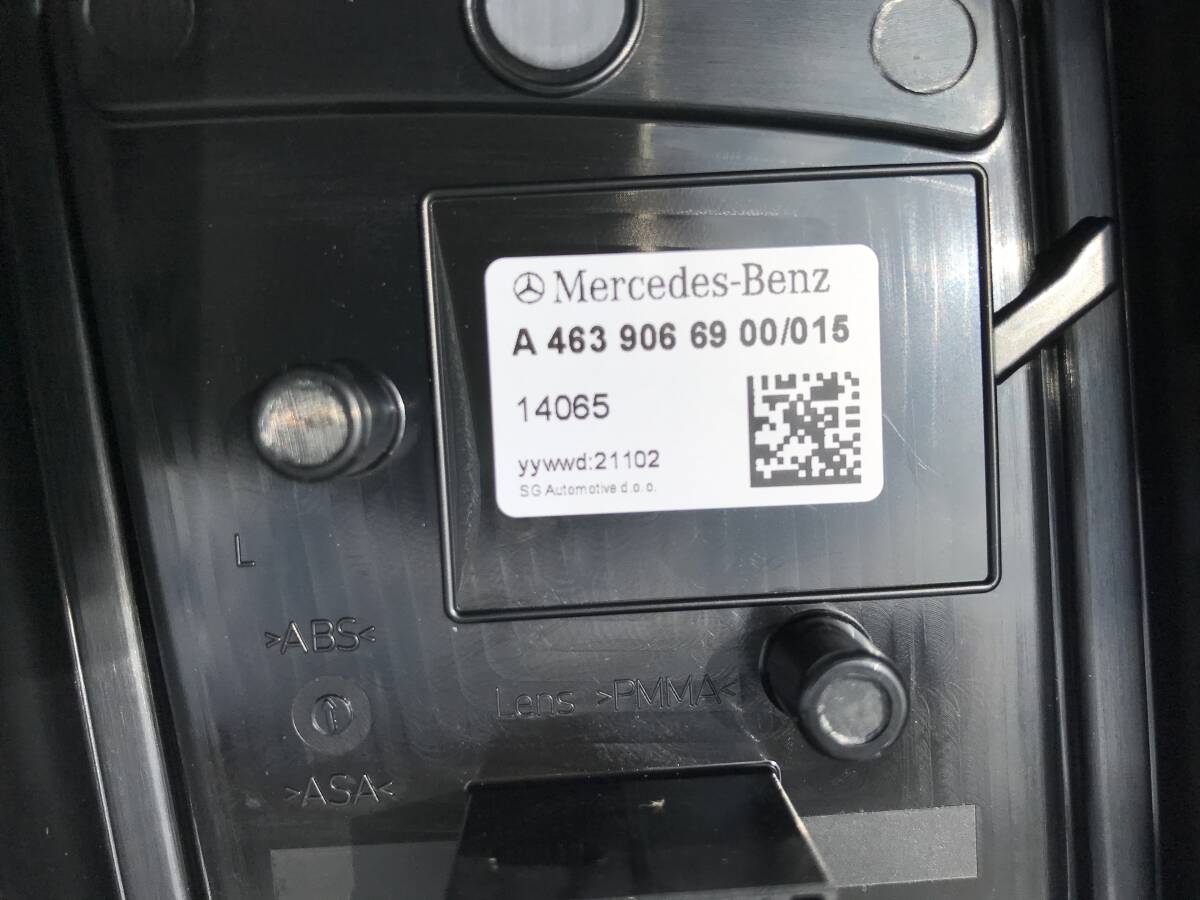 Mercedes-Benz
A 463 906 69 00/015
14065
yywwd:21102
SG Automotive d.o.o.
L
>ABS<
Lens >PMMA<
>ASA<